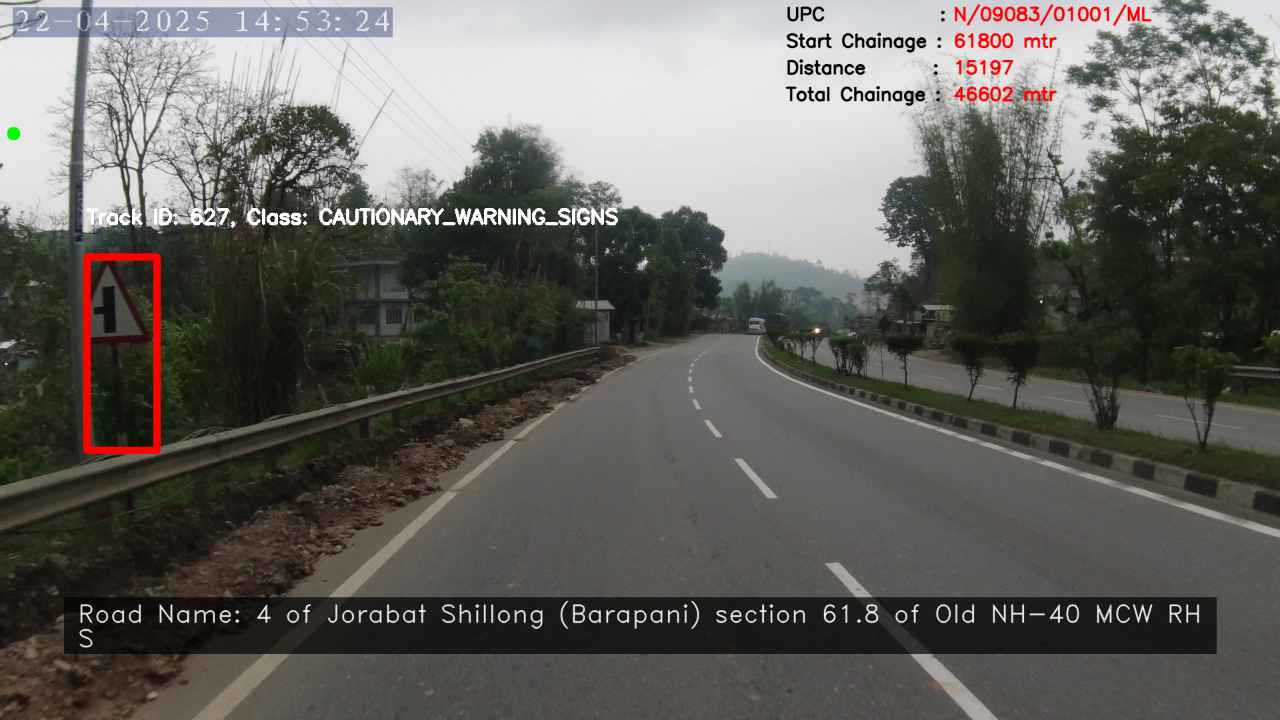 22-04-2025 14:53:24
UPC : N/09083/01001/ML
Start Chainage : 61800 mtr
Distance : 15197
Total Chainage : 46602 mtr
Track ID: 627, Class: CAUTIONARY_WARNING_SIGNS
Road Name: 4 of Jorabat Shillong (Barapani) section 61.8 of Old NH-40 MCW RH
S